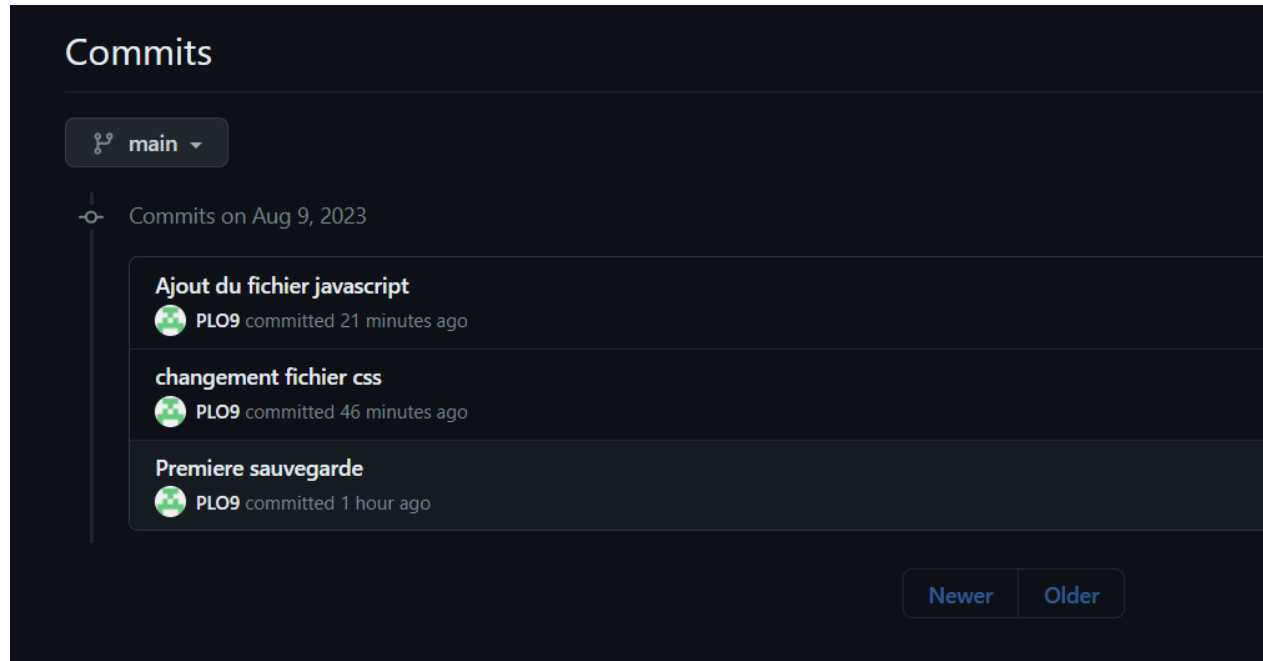 Commits
main
Commits on Aug 9, 2023
Ajout du fichier javascript
PLO9 committed 21 minutes ago
changement fichier css
PLO9 committed 46 minutes ago
Premiere sauvegarde
PLO9 committed 1 hour ago
Newer Older